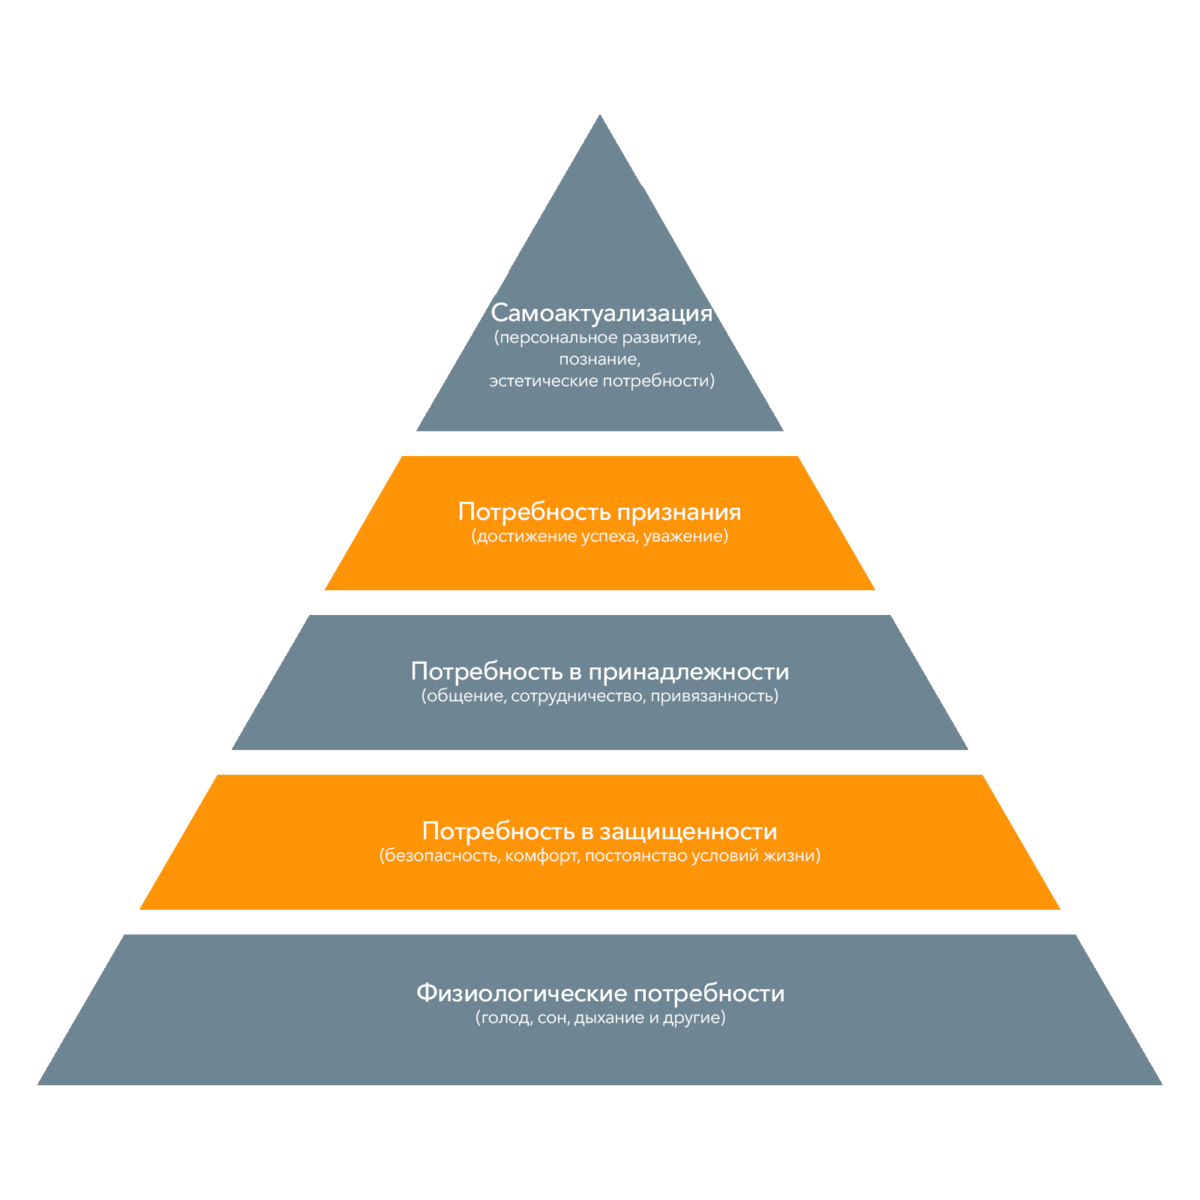 Самоактуализация
(персональное развитие,
познание,
эстетические потребности)
Потребность признания
(достижение успеха, уважение)
Потребность в принадлежности
(общение, сотрудничество, привязанность)
Потребность в защищенности
(безопасность, комфорт, постоянство условий жизни)
Физиологические потребности
(голод, сон, дыхание и другие)